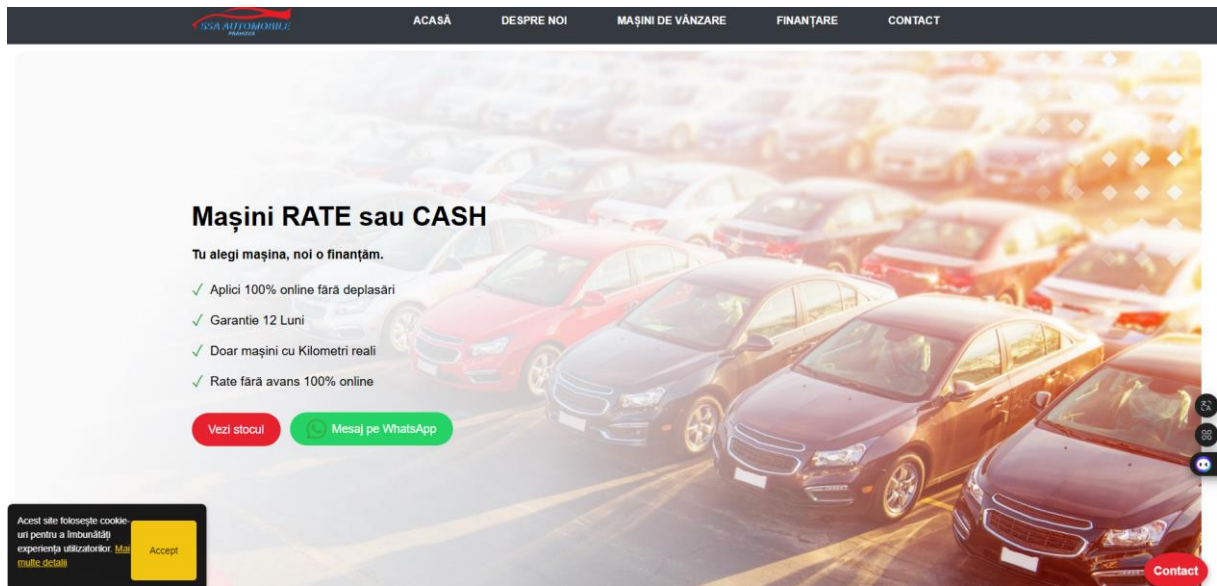 SSA AUTOMOBILE
PRAHOVA
ACASĂ
DESPRE NOI
MAȘINI DE VÂNZARE
FINANȚARE
CONTACT
Mașini RATE sau CASH
Tu alegi mașina, noi o finanțăm.
Aplici 100% online fără deplasări
Garantie 12 Luni
Doar mașini cu Kilometri reali
Rate fără avans 100% online
Vezi stocul
Mesaj pe WhatsApp
Acest site folosește cookie-
uri pentru a îmbunătăți
experiența utilizatorilor. Mai
multe detalii
Accept
Contact